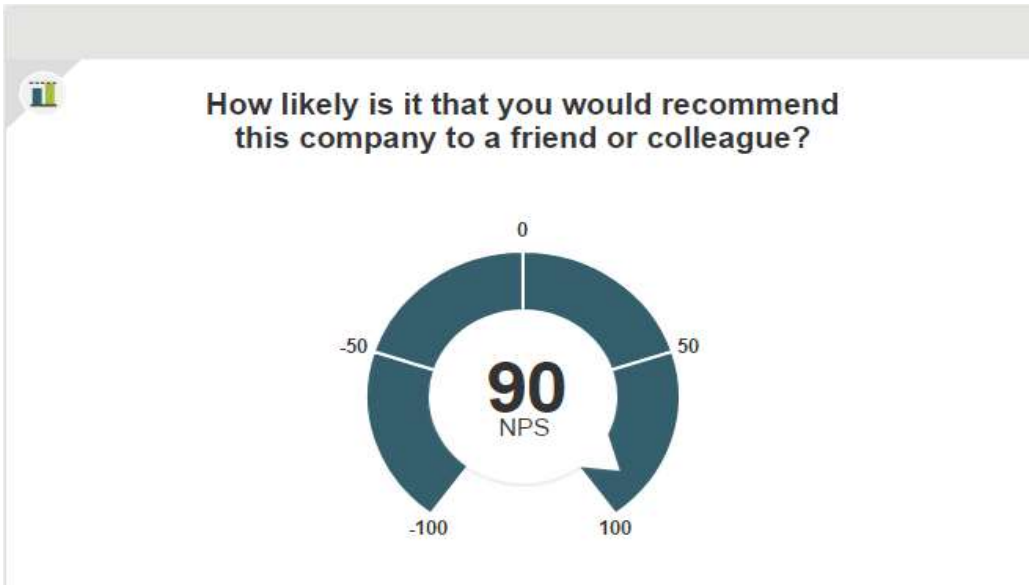 How likely is it that you would recommend
this company to a friend or colleague?
0
-50
50
90
NPS
-100
100